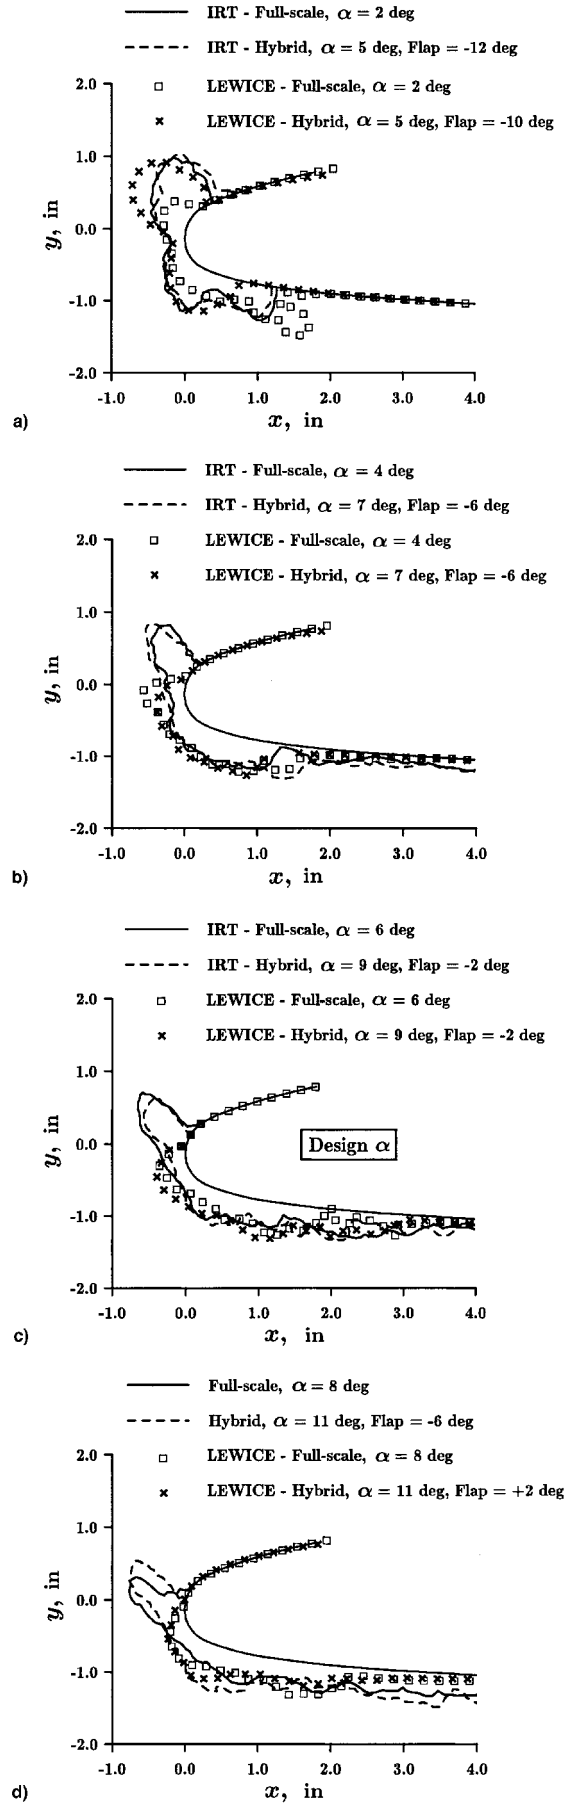 IRT - Full-scale, α = 2 deg
IRT - Hybrid, α = 5 deg, Flap = -12 deg
LEWICE - Full-scale, α = 2 deg
LEWICE - Hybrid, α = 5 deg, Flap = -10 deg
2.0
1.0
0.0
-1.0
-2.0
y, in
-1.0 0.0 1.0 2.0 3.0 4.0
a) x, in
IRT - Full-scale, α = 4 deg
IRT - Hybrid, α = 7 deg, Flap = -6 deg
LEWICE - Full-scale, α = 4 deg
LEWICE - Hybrid, α = 7 deg, Flap = -6 deg
2.0
1.0
0.0
-1.0
-2.0
y, in
-1.0 0.0 1.0 2.0 3.0 4.0
b) x, in
IRT - Full-scale, α = 6 deg
IRT - Hybrid, α = 9 deg, Flap = -2 deg
LEWICE - Full-scale, α = 6 deg
LEWICE - Hybrid, α = 9 deg, Flap = -2 deg
2.0
1.0
0.0
-1.0
-2.0
y, in
Design α
-1.0 0.0 1.0 2.0 3.0 4.0
c) x, in
Full-scale, α = 8 deg
Hybrid, α = 11 deg, Flap = -6 deg
LEWICE - Full-scale, α = 8 deg
LEWICE - Hybrid, α = 11 deg, Flap = +2 deg
2.0
1.0
0.0
-1.0
-2.0
y, in
-1.0 0.0 1.0 2.0 3.0 4.0
d) x, in